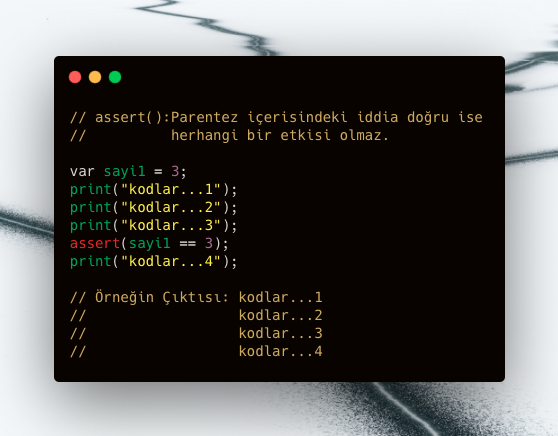 // assert():Parentez içerisindeki iddia doğru ise
//          herhangi bir etkisi olmaz.
var sayi1 = 3;
print("kodlar...1");
print("kodlar...2");
print("kodlar...3");
assert(sayi1 == 3);
print("kodlar...4");
// Örneğin Çıktısı: kodlar...1
//                  kodlar...2
//                  kodlar...3
//                  kodlar...4